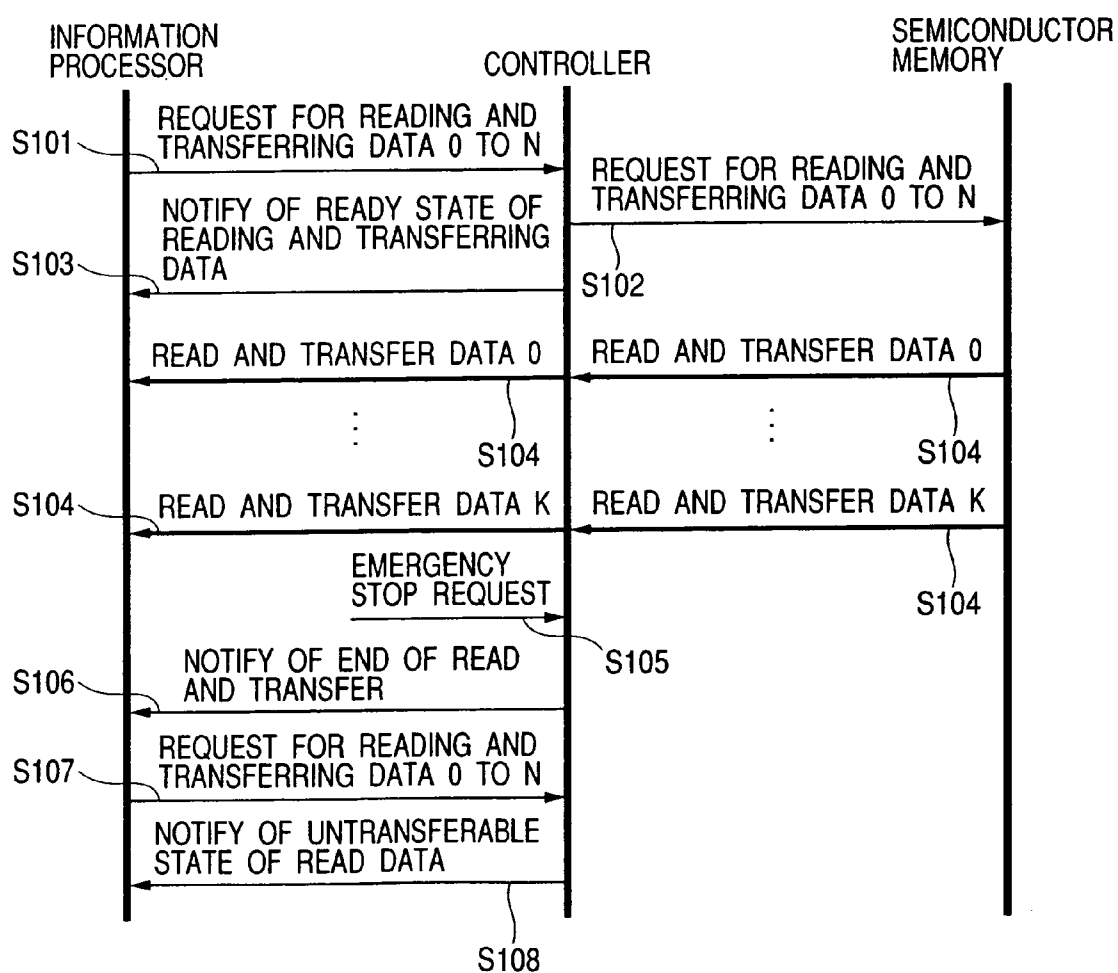 INFORMATION
PROCESSOR
CONTROLLER
SEMICONDUCTOR
MEMORY
S101
REQUEST FOR READING AND
TRANSFERRING DATA 0 TO N
REQUEST FOR READING AND
TRANSFERRING DATA 0 TO N
S102
S103
NOTIFY OF READY STATE OF
READING AND TRANSFERRING
DATA
READ AND TRANSFER DATA 0
READ AND TRANSFER DATA 0
S104
S104
S104
READ AND TRANSFER DATA K
READ AND TRANSFER DATA K
S104
EMERGENCY
STOP REQUEST
S105
S106
NOTIFY OF END OF READ
AND TRANSFER
S107
REQUEST FOR READING AND
TRANSFERRING DATA 0 TO N
NOTIFY OF UNTRANSFERABLE
STATE OF READ DATA
S108